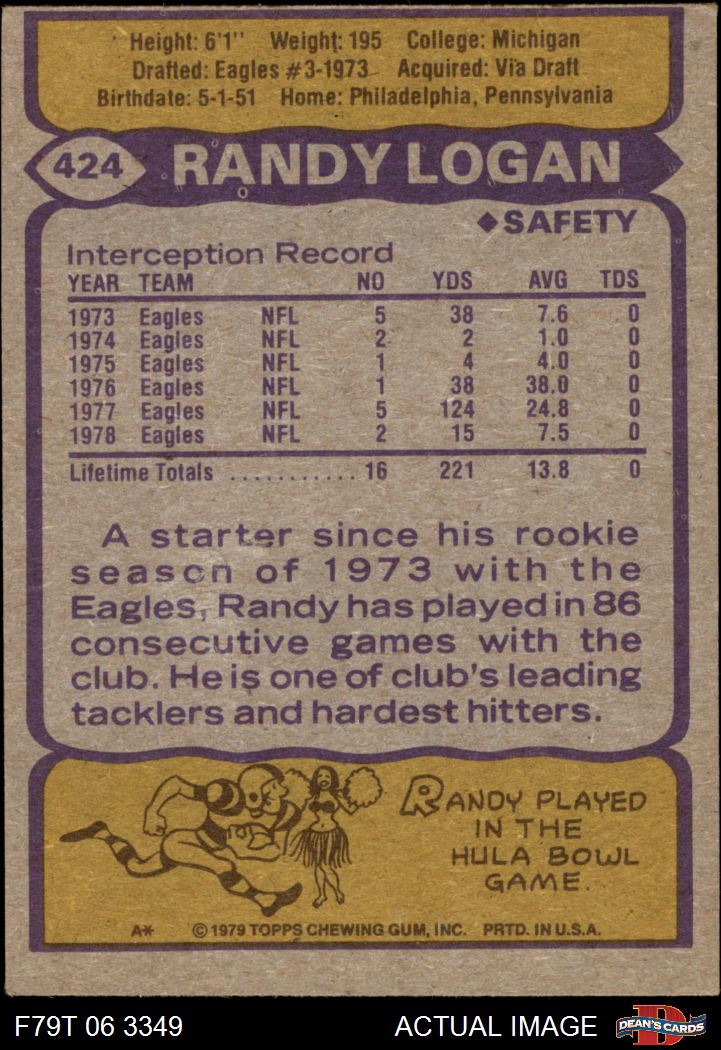 Height: 6'1" Weight: 195 College: Michigan
Drafted: Eagles #3-1973 Acquired: Via Draft
Birthdate: 5-1-51 Home: Philadelphia, Pennsylvania
424 RANDY LOGAN
◆SAFETY
Interception Record
YEAR TEAM NO YDS AVG TDS
1973 Eagles NFL 5 38 7.6 0
1974 Eagles NFL 2 2 1.0 0
1975 Eagles NFL 1 4 4.0 0
1976 Eagles NFL 1 38 38.0 0
1977 Eagles NFL 5 124 24.8 0
1978 Eagles NFL 2 15 7.5 0
Lifetime Totals ........... 16 221 13.8 0
A starter since his rookie
season of 1973 with the
Eagles, Randy has played in 86
consecutive games with the
club. He is one of club's leading
tacklers and hardest hitters.
RANDY PLAYED
IN THE
HULA BOWL
GAME.
A* © 1979 TOPPS CHEWING GUM, INC. PRTD. IN U.S.A.
F79T 06 3349 ACTUAL IMAGE D DEAN'S CARDS